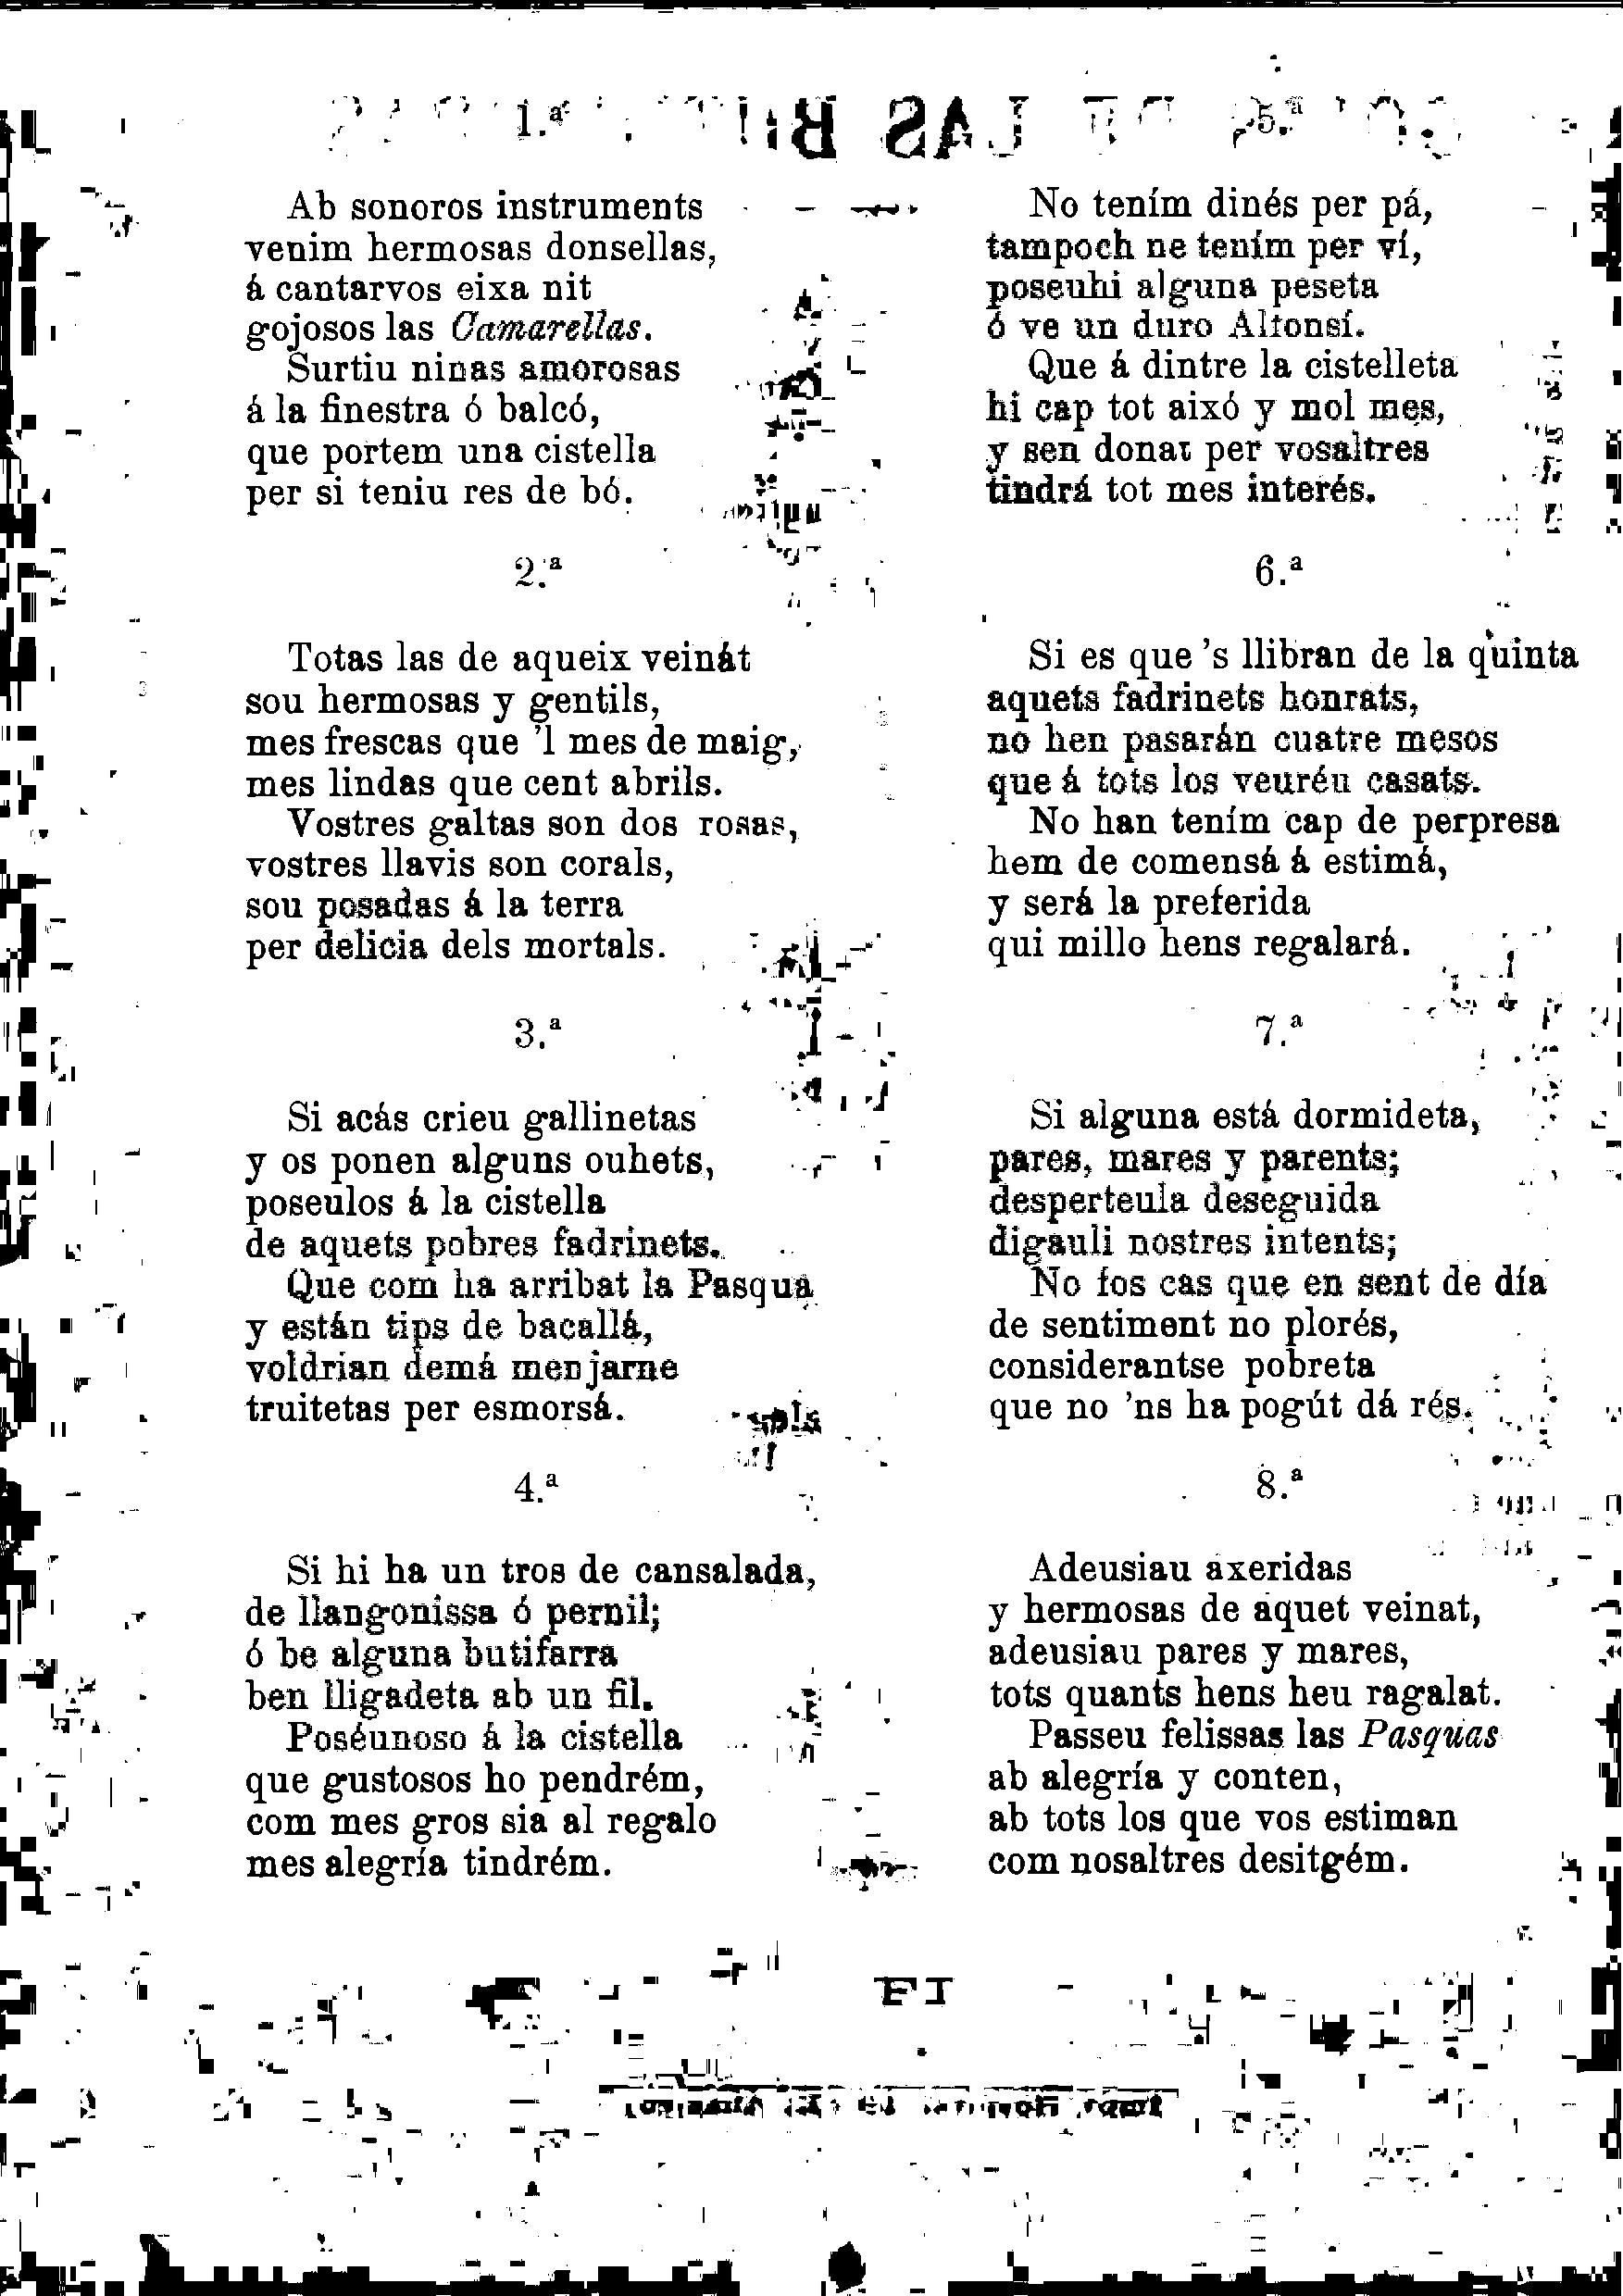 1.ª
Ab sonoros instruments
venim hermosas donsellas,
á cantarvos eixa nit
gojosos las Camarellas.
Surtiu ninas amorosas
á la finestra ó balcó,
que portem una cistella
per si teniu res de bó.
2.ª
Totas las de aqueix veinát
sou hermosas y gentils,
mes frescas que 'l mes de maig,
mes lindas que cent abrils.
Vostres galtas son dos rosas,
vostres llavis son corals,
sou posadas á la terra
per delicia dels mortals.
3.ª
Si acás crieu gallinetas
y os ponen alguns ouhets,
poseulos á la cistella
de aquets pobres fadrinets.
Que com ha arribat la Pasqua
y están tips de bacallá,
voldrian demá menjarne
truitetas per esmorsá.
4.ª
Si hi ha un tros de cansalada,
de llangonissa ó pernil;
ó be alguna butifarra
ben lligadeta ab un fil.
Poséunoso á la cistella
que gustosos ho pendrém,
com mes gros sia al regalo
mes alegría tindrém.
5.ª
No tením dinés per pá,
tampoch ne tením per ví,
poseuhi alguna peseta
ó ve un duro Alfonsí.
Que á dintre la cistelleta
hi cap tot aixó y mol mes,
y sen donat per vosaltres
tindrá tot mes interés.
6.ª
Si es que 's llibran de la quinta
aquets fadrinets honrats,
no hen pasarán cuatre mesos
que á tots los veuréu casats.
No han tením cap de perpresa
hem de comensá á estimá,
y será la preferida
qui millo hens regalará.
7.ª
Si alguna está dormideta,
pares, mares y parents;
desperteula deseguida
digauli nostres intents;
No fos cas que en sent de día
de sentiment no plorés,
considerantse pobreta
que no 'ns ha pogút dá rés.
8.ª
Adeusiau axeridas
y hermosas de aquet veinat,
adeusiau pares y mares,
tots quants hens heu ragalat.
Passeu felissas las Pasquas
ab alegría y conten,
ab tots los que vos estiman
com nosaltres desitgém.
FI